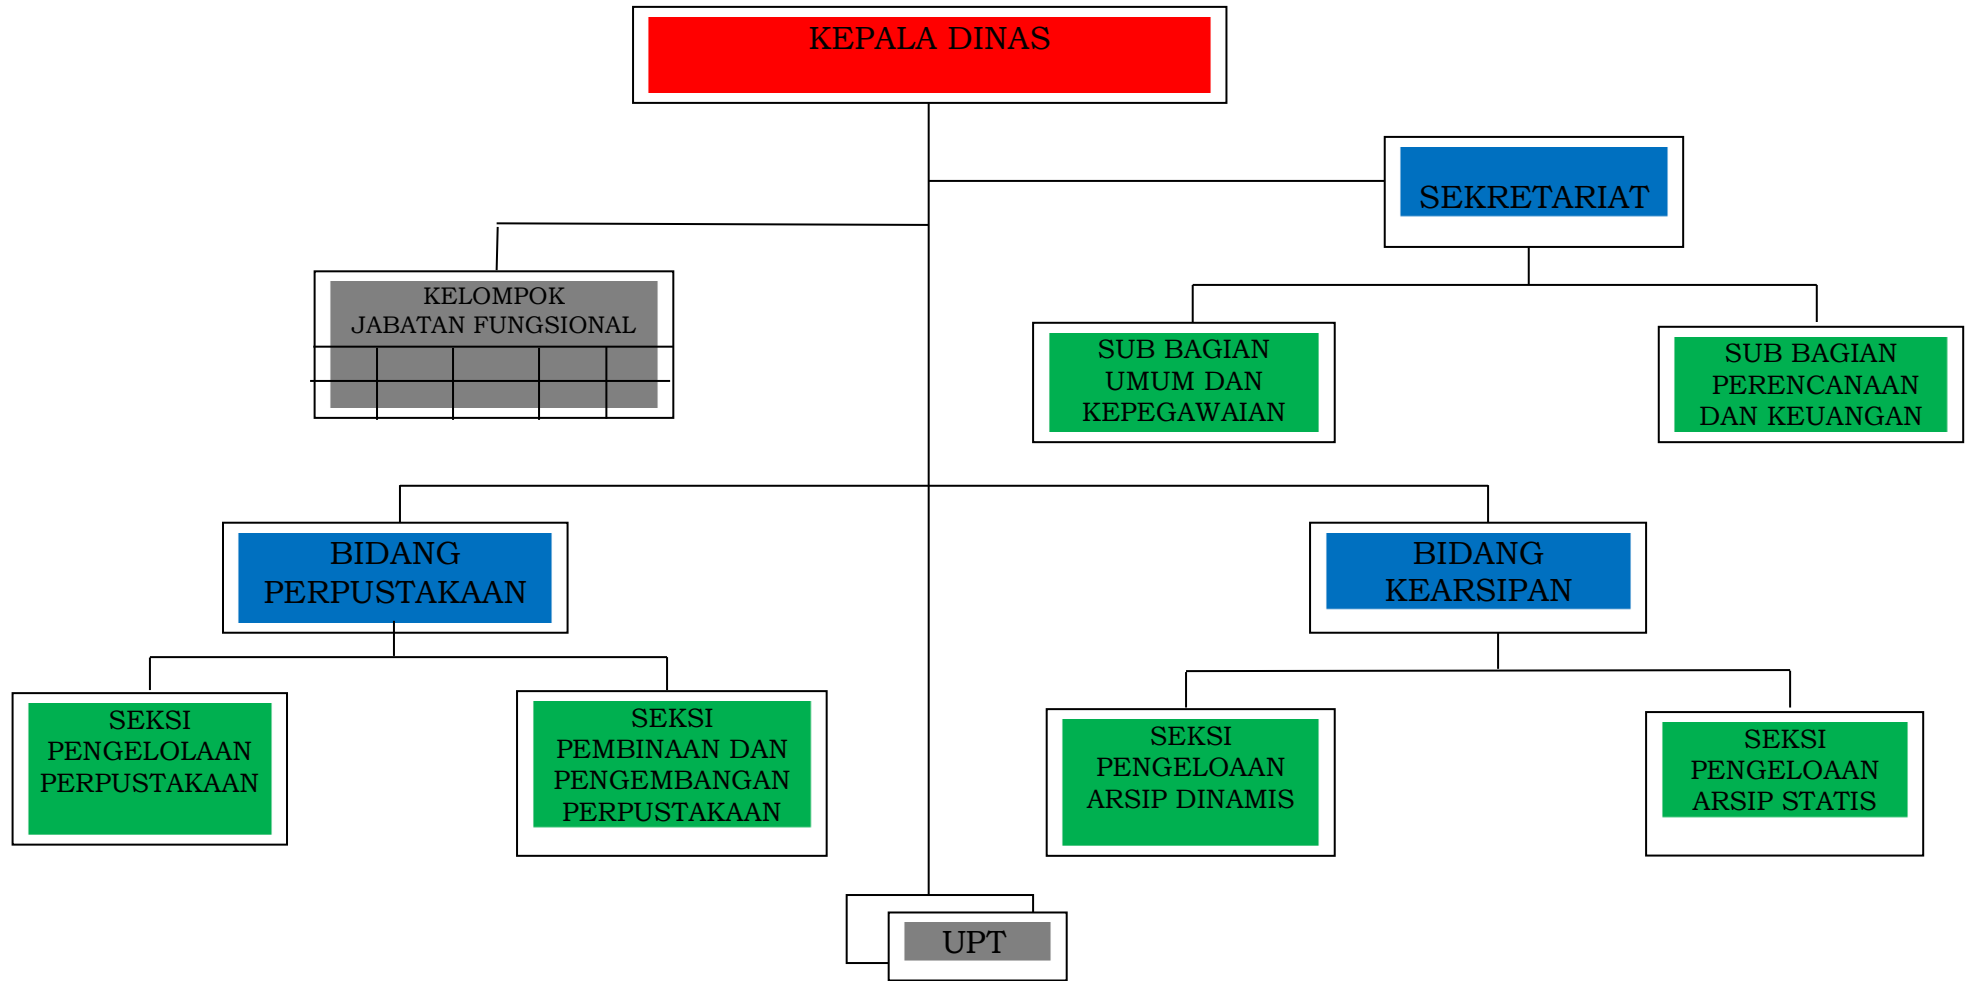 KEPALA DINAS
SEKRETARIAT
KELOMPOK
JABATAN FUNGSIONAL
SUB BAGIAN
UMUM DAN
KEPEGAWAIAN
SUB BAGIAN
PERENCANAAN
DAN KEUANGAN
BIDANG
PERPUSTAKAAN
BIDANG
KEARSIPAN
SEKSI
PENGELOLAAN
PERPUSTAKAAN
SEKSI
PEMBINAAN DAN
PENGEMBANGAN
PERPUSTAKAAN
SEKSI
PENGELOAAN
ARSIP DINAMIS
SEKSI
PENGELOAAN
ARSIP STATIS
UPT